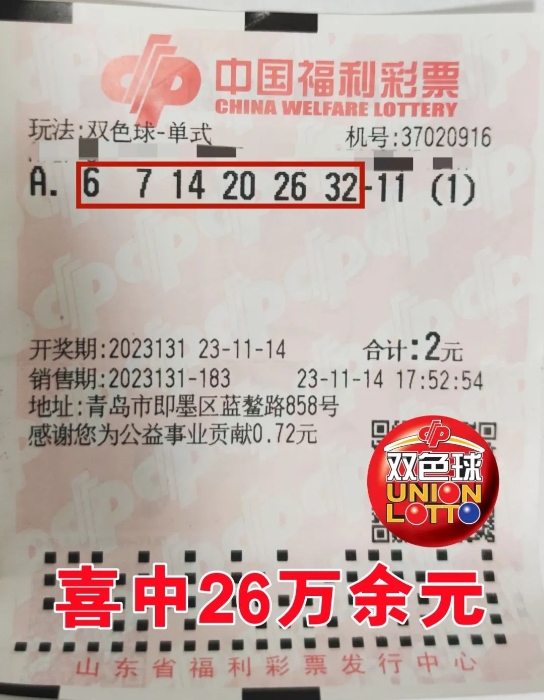 中国福利彩票
CHINA WELFARE LOTTERY
玩法:双色球-单式 机号:37020916
A. 6 7 14 20 26 32-11 (1)
开奖期:2023131 23-11-14 合计:2元
销售期:2023131-183 23-11-14 17:52:54
地址:青岛市即墨区蓝鳌路858号
感谢您为公益事业贡献0.72元
双色球
UNION
LOTTO
喜中26万余元
山东省福利彩票发行中心